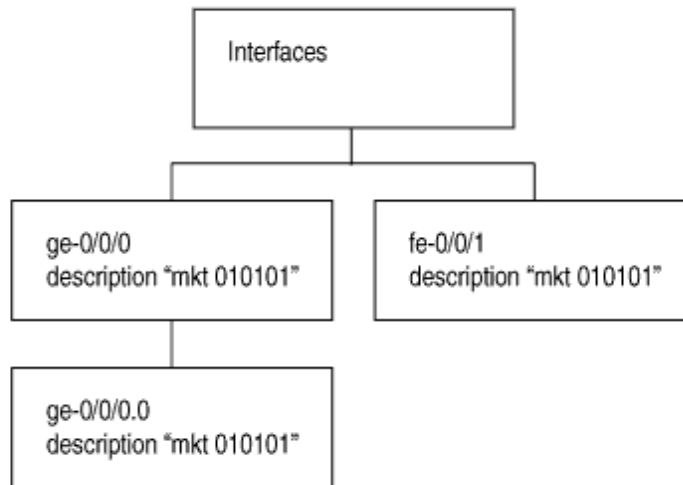 Interfaces
ge-0/0/0
description “mkt 010101”
fe-0/0/1
description “mkt 010101”
ge-0/0/0.0
description “mkt 010101”